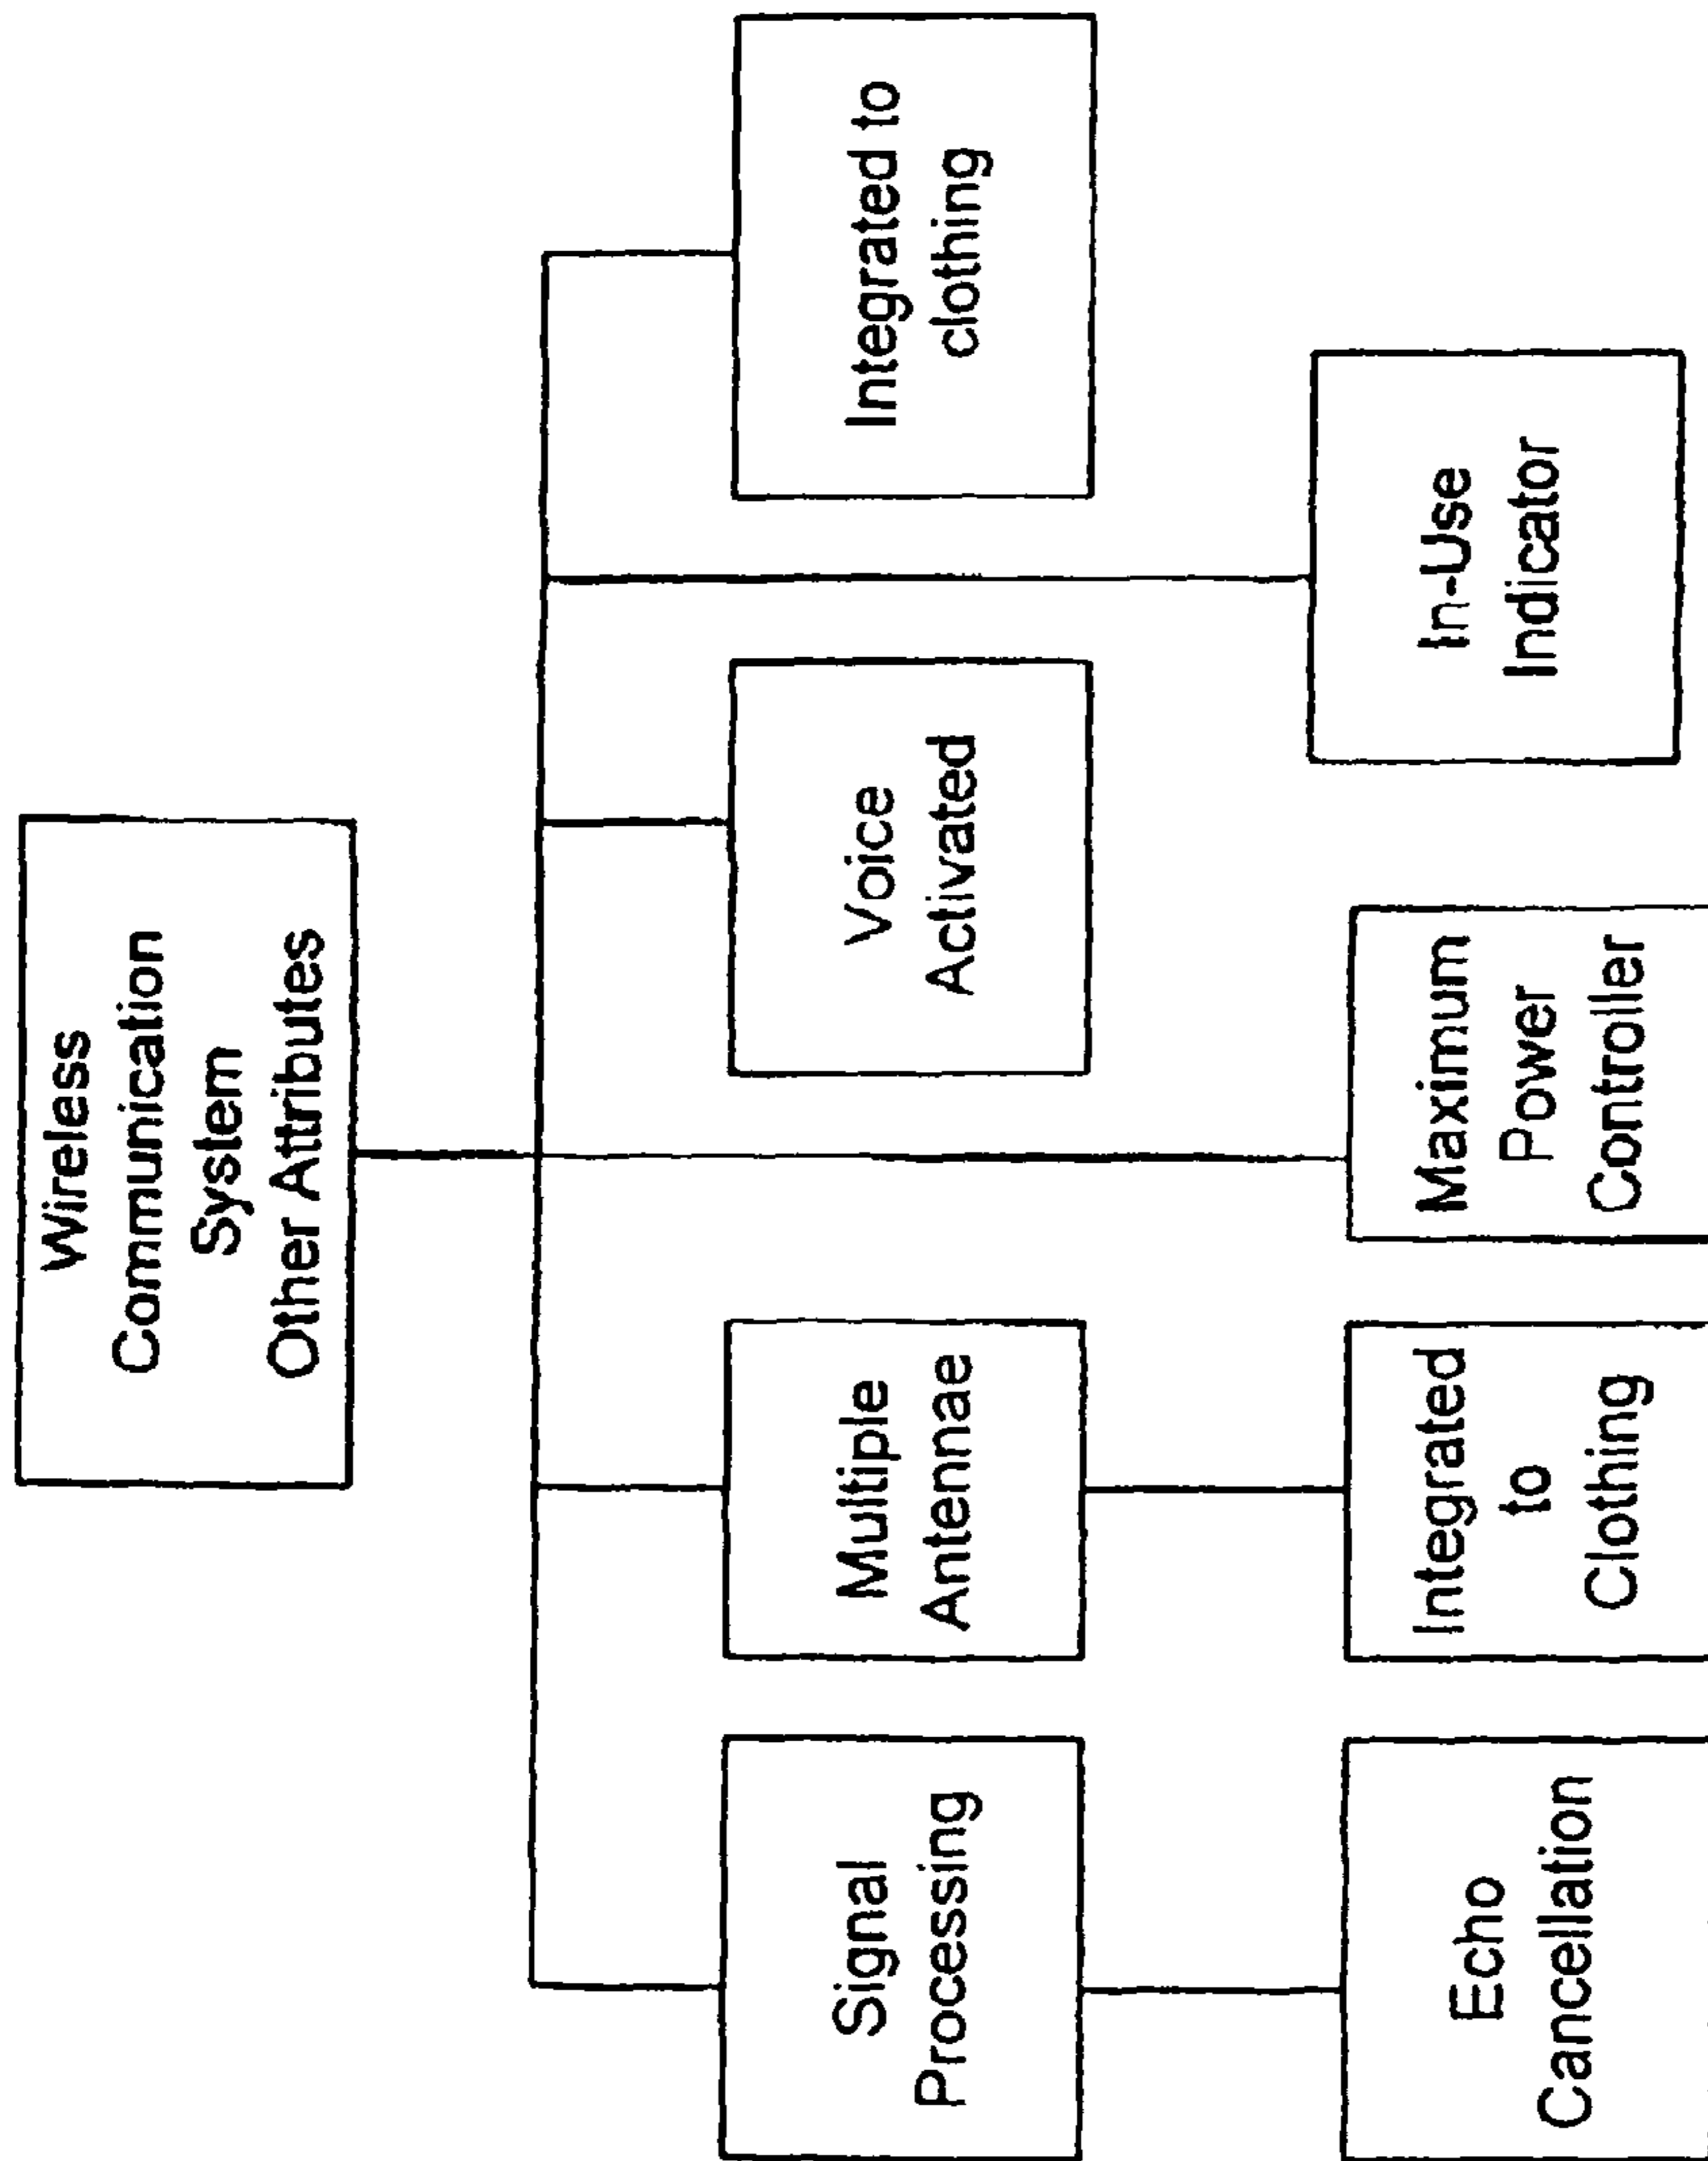 Wireless
Communication
System
Other Attributes
Signal
Processing
Multiple
Antennae
Voice
Activated
Integrated to
clothing
Echo
Cancellation
Integrated
to
Clothing
Maximum
Power
Controller
In-Use
Indicator